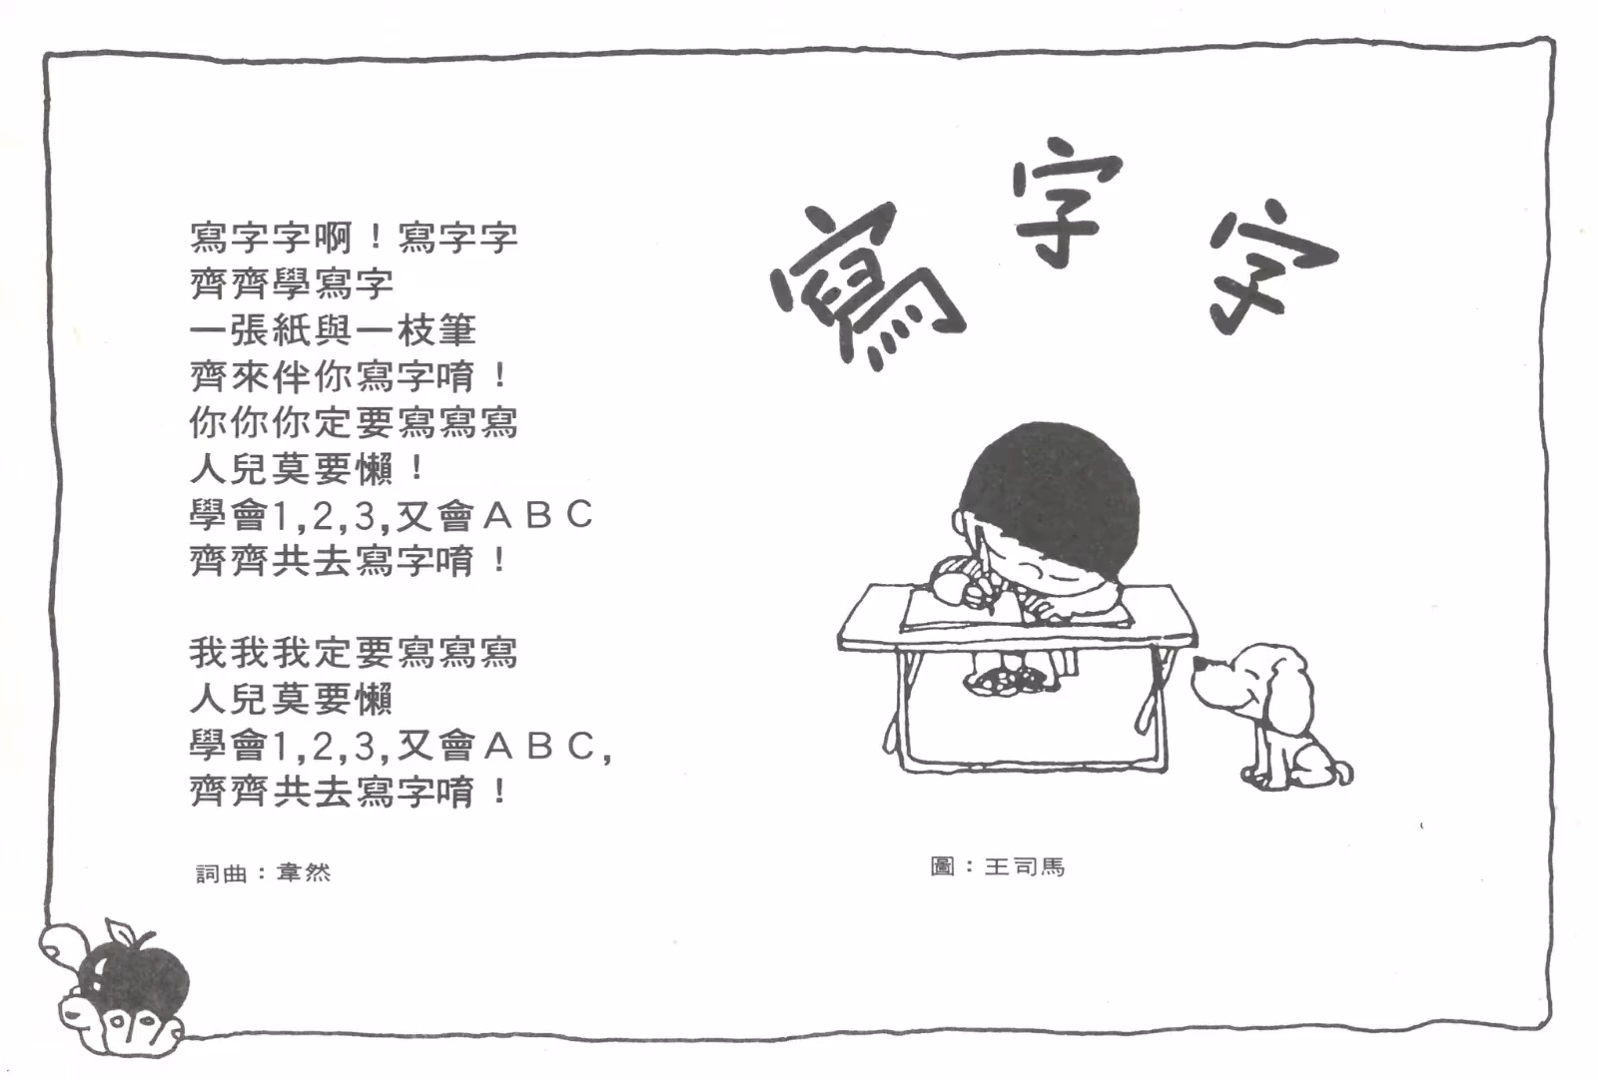 寫字字
寫字字啊！寫字字
齊齊學寫字
一張紙與一枝筆
齊來伴你寫字唷！
你你你定要寫寫寫
人兒莫要懶！
學會1,2,3,又會ＡＢＣ
齊齊共去寫字唷！
我我我定要寫寫寫
人兒莫要懶
學會1,2,3,又會ＡＢＣ,
齊齊共去寫字唷！
詞曲：韋然
圖：王司馬